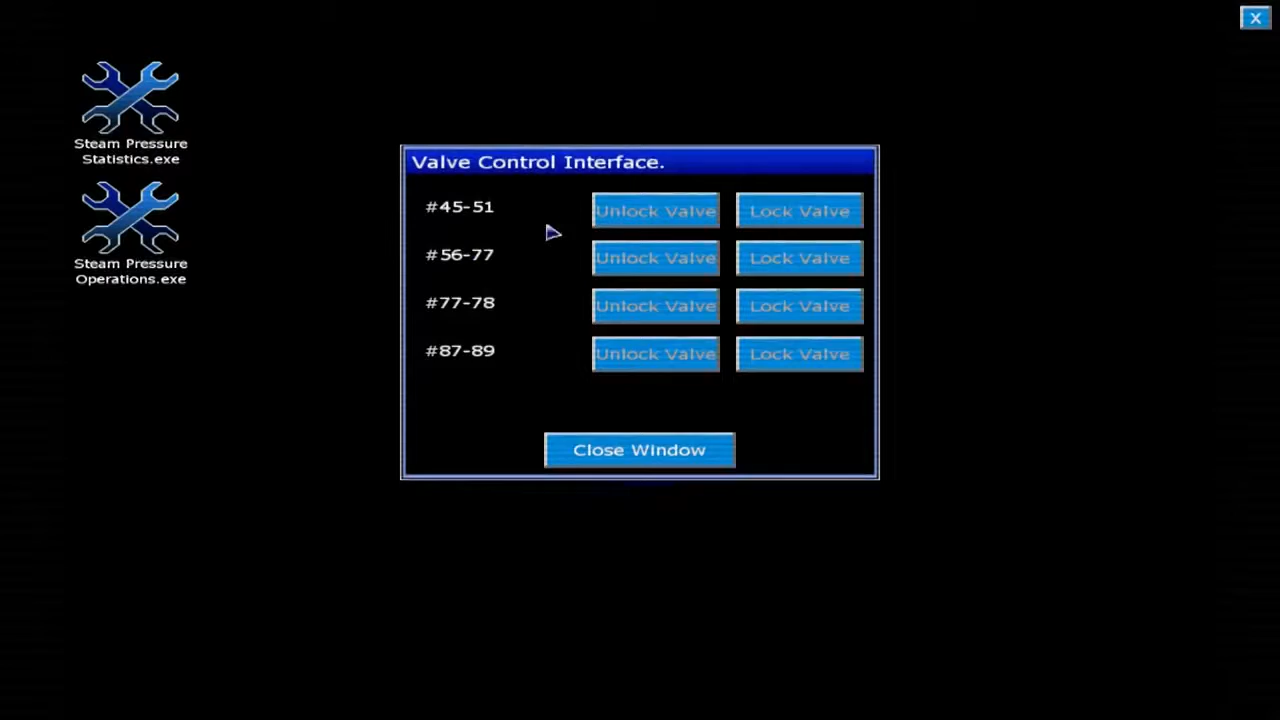 X
Steam Pressure
Statistics.exe
Steam Pressure
Operations.exe
Valve Control Interface.
#45-51 Unlock Valve Lock Valve
#56-77 Unlock Valve Lock Valve
#77-78 Unlock Valve Lock Valve
#87-89 Unlock Valve Lock Valve
Close Window